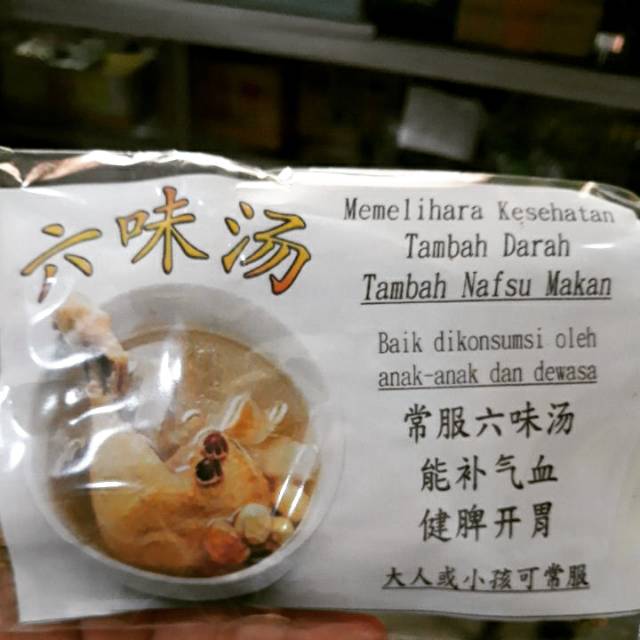 六味汤
Memelihara Kesehatan
Tambah Darah
Tambah Nafsu Makan
Baik dikonsumsi oleh
anak-anak dan dewasa
常服六味汤
能补气血
健脾开胃
大人或小孩可常服